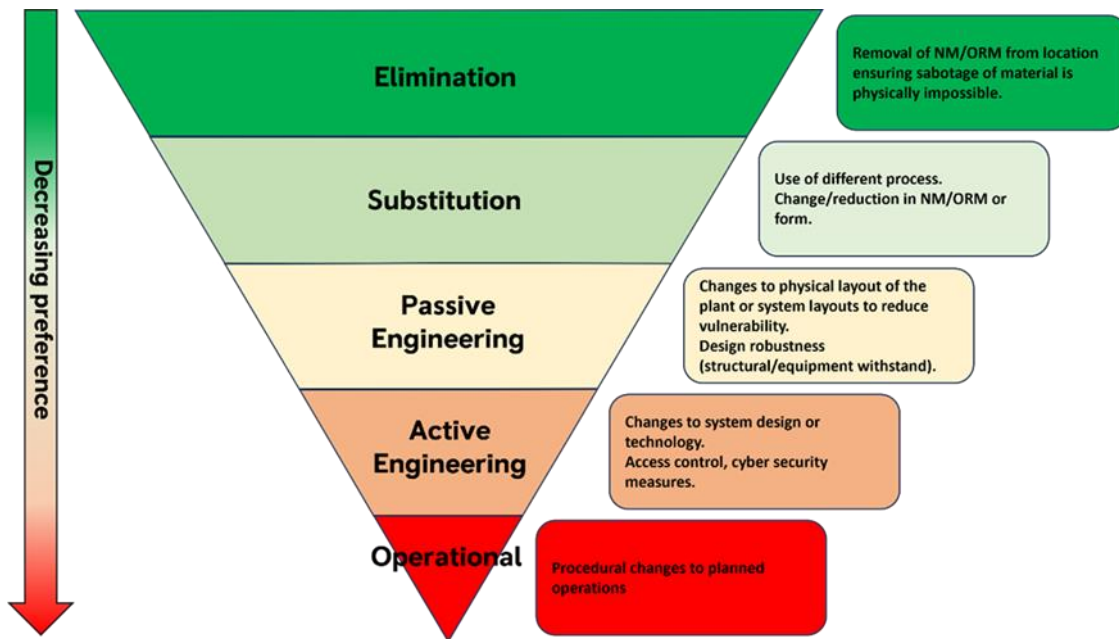 Decreasing preference
Elimination
Removal of NM/ORM from location
ensuring sabotage of material is
physically impossible.
Substitution
Use of different process.
Change/reduction in NM/ORM or
form.
Passive
Engineering
Changes to physical layout of the
plant or system layouts to reduce
vulnerability.
Design robustness
(structural/equipment withstand).
Active
Engineering
Changes to system design or
technology.
Access control, cyber security
measures.
Operational
Procedural changes to planned
operations